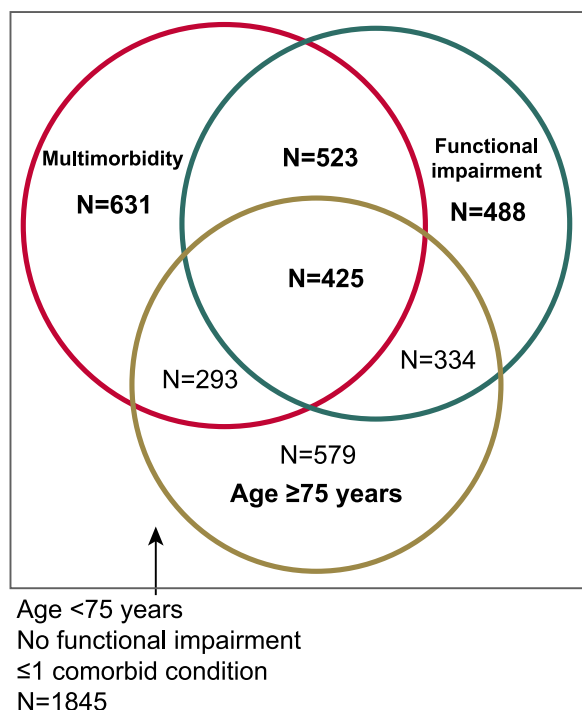 Multimorbidity
N=631
N=523
Functional
impairment
N=488
N=425
N=293
N=334
N=579
Age ≥75 years
Age <75 years
No functional impairment
≤1 comorbid condition
N=1845